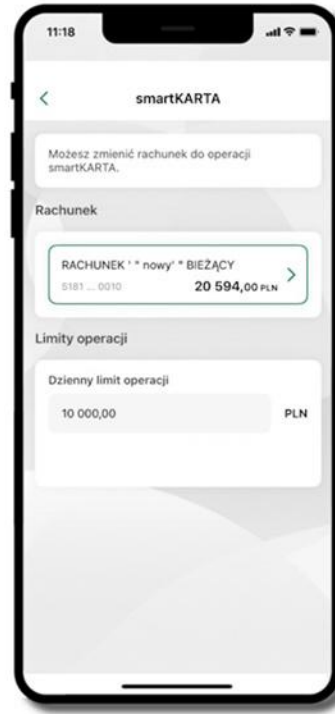 11:18
smartKARTA
Możesz zmienić rachunek do operacji
smartKARTA.
Rachunek
RACHUNEK ' " nowy' " BIEŻĄCY
5181 ... 0010 20 594,00 PLN
Limity operacji
Dzienny limit operacji
10 000,00 PLN